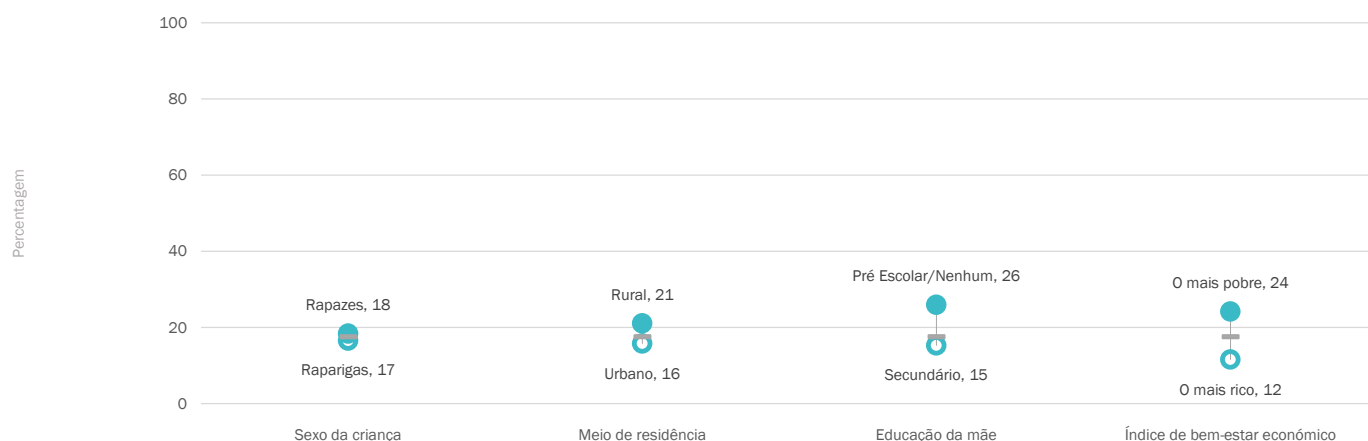 100
80
60
40
20
0
Percentagem
Rapazes, 18
Raparigas, 17
Rural, 21
Urbano, 16
Pré Escolar/Nenhum, 26
Secundário, 15
O mais pobre, 24
O mais rico, 12
Sexo da criança
Meio de residência
Educação da mãe
Índice de bem-estar económico